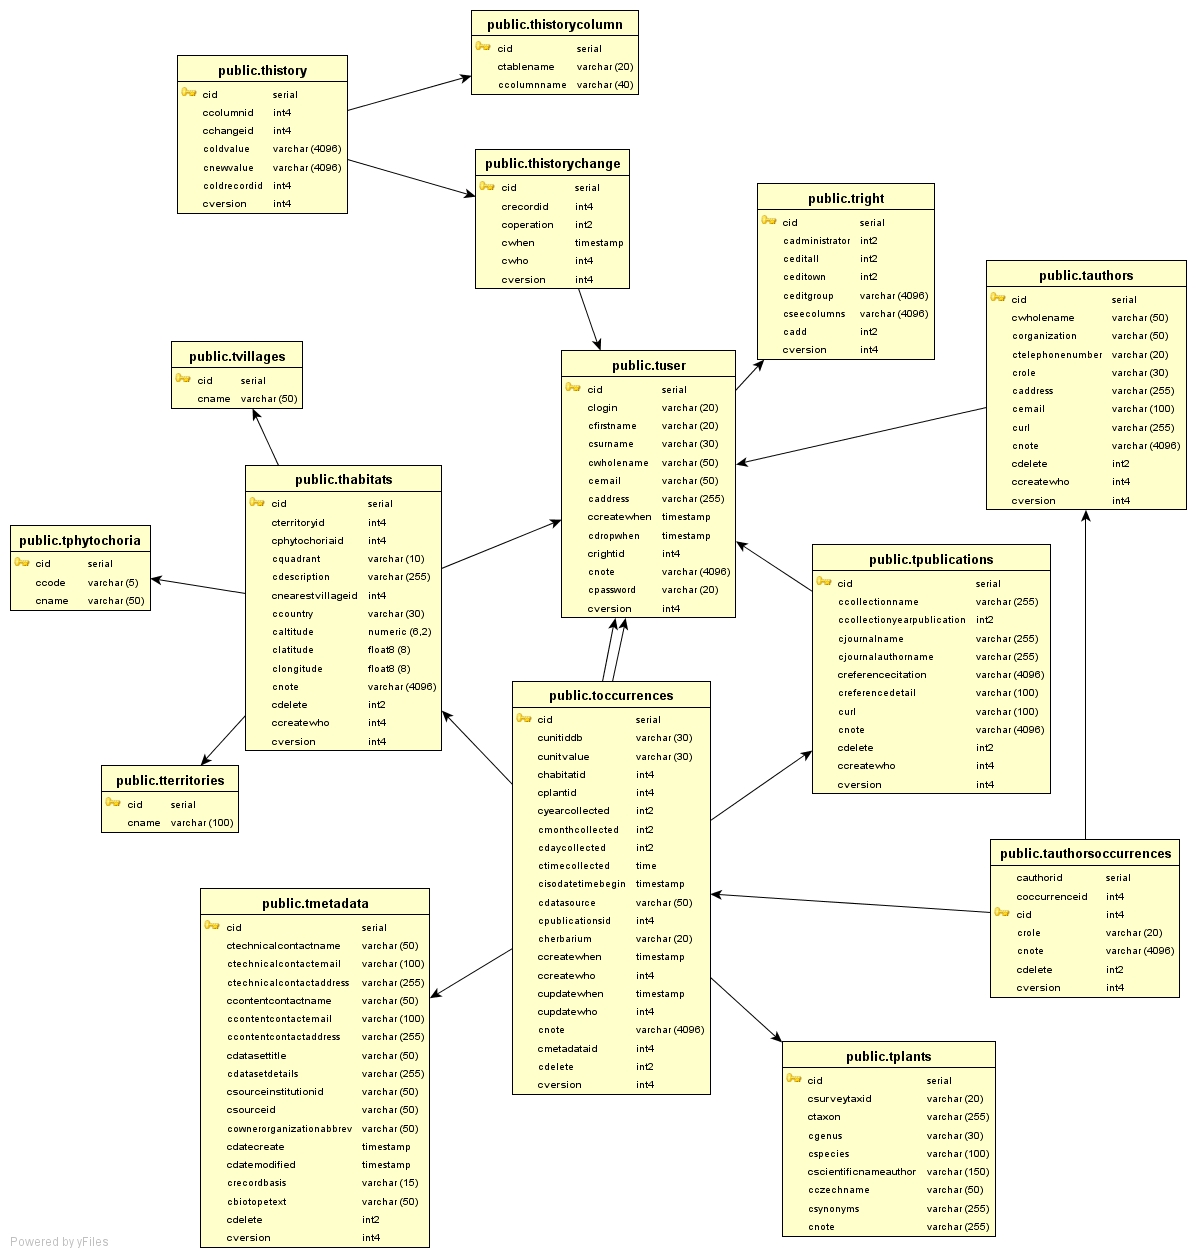 public.thistorycolumn
cid serial
ctablename varchar (20)
ccolumnname varchar (40)
public.thistory
cid serial
ccolumnid int4
cchangeid int4
coldvalue varchar (4096)
cnewvalue varchar (4096)
coldrecordid int4
cversion int4
public.thistorychange
cid serial
crecordid int4
coperation int2
cwhen timestamp
cwho int4
cversion int4
public.tright
cid serial
cadministrator int2
ceditall int2
ceditown int2
ceditgroup varchar (4096)
cseecolumns varchar (4096)
cadd int2
cversion int4
public.tauthors
cid serial
cwholename varchar (50)
corganization varchar (50)
ctelephonenumber varchar (20)
crole varchar (30)
caddress varchar (255)
cemail varchar (100)
curl varchar (255)
cnote varchar (4096)
cdelete int2
ccreatewho int4
cversion int4
public.tvillages
cid serial
cname varchar (50)
public.tuser
cid serial
clogin varchar (20)
cfirstname varchar (20)
csurname varchar (30)
cwholename varchar (50)
cemail varchar (50)
caddress varchar (255)
ccreatewhen timestamp
cdropwhen timestamp
crightid int4
cnote varchar (4096)
cpassword varchar (20)
cversion int4
public.thabitats
cid serial
cterritoryid int4
cphytochoriaid int4
cquadrant varchar (10)
cdescription varchar (255)
cnearestvillageid int4
ccountry varchar (30)
caltitude numeric (6,2)
clatitude float8 (8)
clongitude float8 (8)
cnote varchar (4096)
cdelete int2
ccreatewho int4
cversion int4
public.tphytochoria
cid serial
ccode varchar (5)
cname varchar (50)
public.tpublications
cid serial
ccollectionname varchar (255)
ccollectionyearpublication int2
cjournalname varchar (255)
cjournalauthorname varchar (255)
creferencecitation varchar (4096)
creferencedetail varchar (100)
curl varchar (100)
cnote varchar (4096)
cdelete int2
ccreatewho int4
cversion int4
public.tterritories
cid serial
cname varchar (100)
public.toccurrences
cid serial
cunitiddb varchar (30)
cunitvalue varchar (30)
chabitatid int4
cplantid int4
cyearcollected int2
cmonthcollected int2
cdaycollected int2
ctimecollected time
cisodatetimebegin timestamp
cdatasource varchar (50)
cpublicationsid int4
cherbarium varchar (20)
ccreatewhen timestamp
ccreatewho int4
cupdatewhen timestamp
cupdatewho int4
cnote varchar (4096)
cmetadataid int4
cdelete int2
cversion int4
public.tauthorsoccurrences
cauthorid serial
coccurrenceid int4
cid int4
crole varchar (20)
cnote varchar (4096)
cdelete int2
cversion int4
public.tmetadata
cid serial
ctechnicalcontactname varchar (50)
ctechnicalcontactemail varchar (100)
ctechnicalcontactaddress varchar (255)
ccontentcontactname varchar (50)
ccontentcontactemail varchar (100)
ccontentcontactaddress varchar (255)
cdatasettitle varchar (50)
cdatasetdetails varchar (255)
csourceinstitutionid varchar (50)
csourceid varchar (50)
cownerorganizationabbrev varchar (50)
cdatecreate timestamp
cdatemodified timestamp
crecordbasis varchar (15)
cbiotopetext varchar (50)
cdelete int2
cversion int4
public.tplants
cid serial
csurveytaxid varchar (20)
ctaxon varchar (255)
cgenus varchar (30)
cspecies varchar (100)
cscientificnameauthor varchar (150)
cczechname varchar (50)
csynonyms varchar (255)
cnote varchar (255)
Powered by yFiles